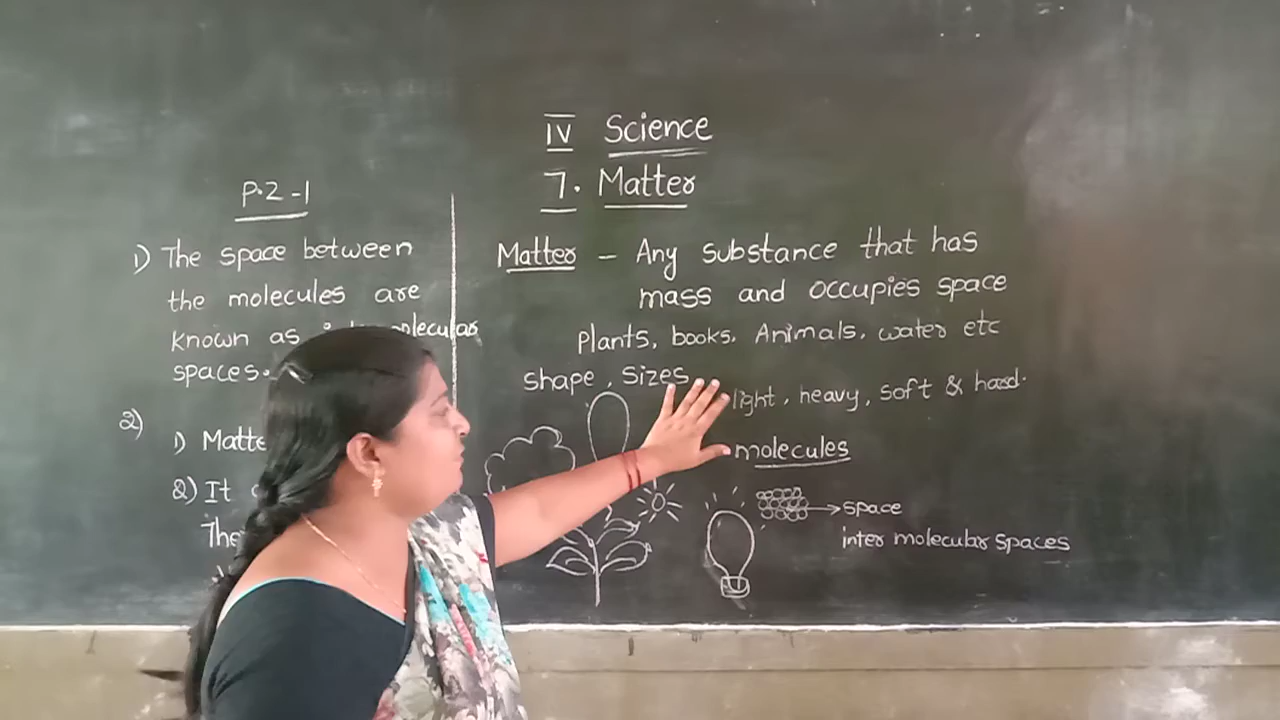 IV Science
7. Matter
P.2-1
1) The space between
the molecules are
known as
spaces.
2)
1)
2) It
Matter - Any substance that has
mass and occupies space
Plants, books. Animals, water etc
shape, sizes
light, heavy, soft & hard.
molecules
space
inter molecular spaces